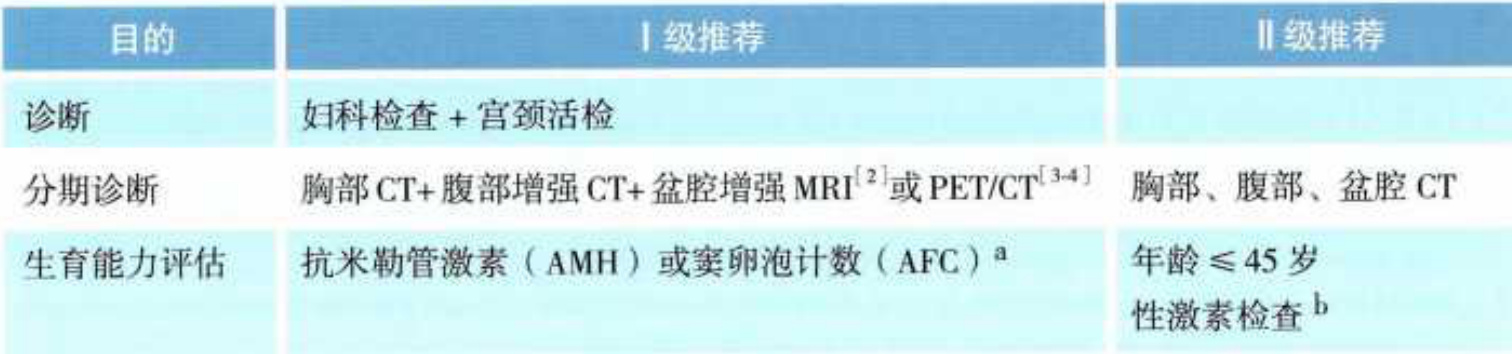 目的 Ⅰ级推荐 Ⅱ级推荐
诊断 妇科检查 + 宫颈活检
分期诊断 胸部 CT+ 腹部增强 CT+ 盆腔增强 MRI[2]或 PET/CT[3-4] 胸部、腹部、盆腔 CT
生育能力评估 抗米勒管激素（AMH）或窦卵泡计数（AFC）a 年龄 ≤ 45 岁
性激素检查 b